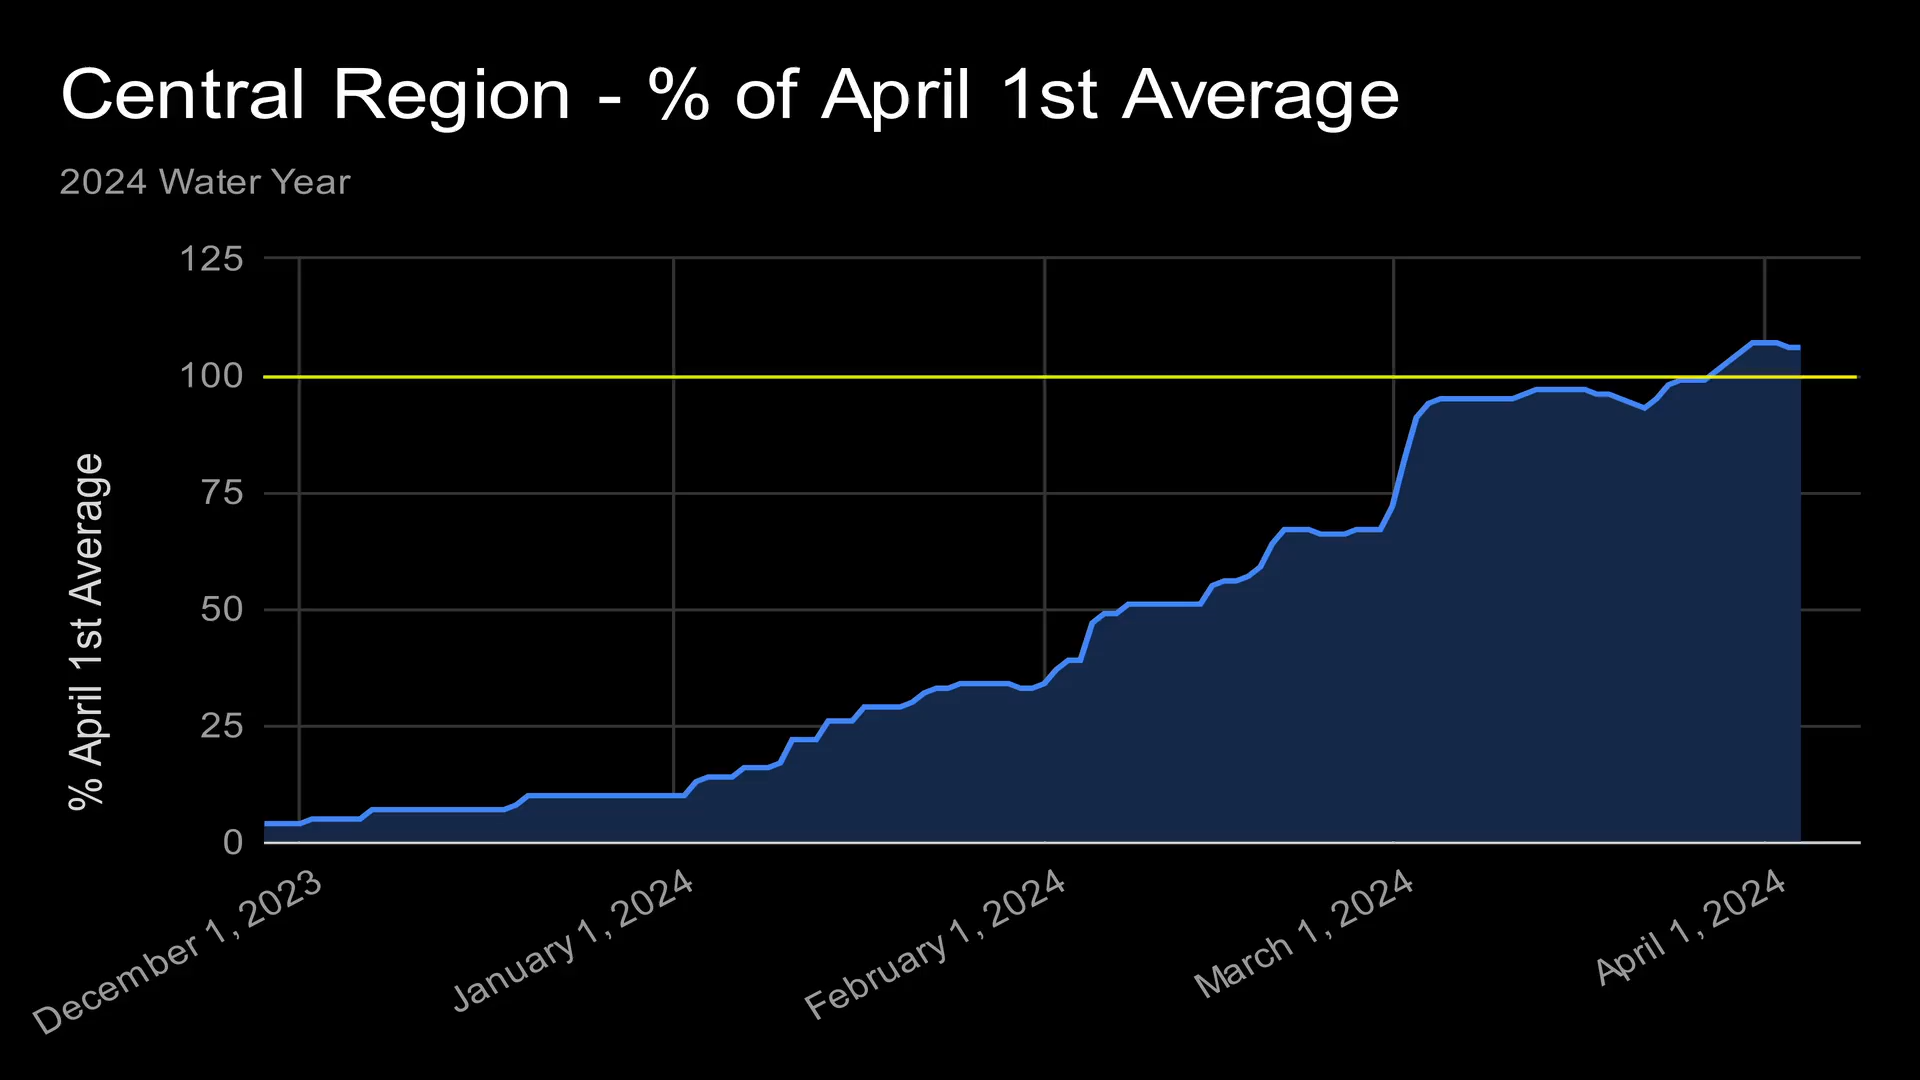 Central Region - % of April 1st Average
2024 Water Year
125
100
75
50
25
0
% April 1st Average
December 1, 2023
January 1, 2024
February 1, 2024
March 1, 2024
April 1, 2024